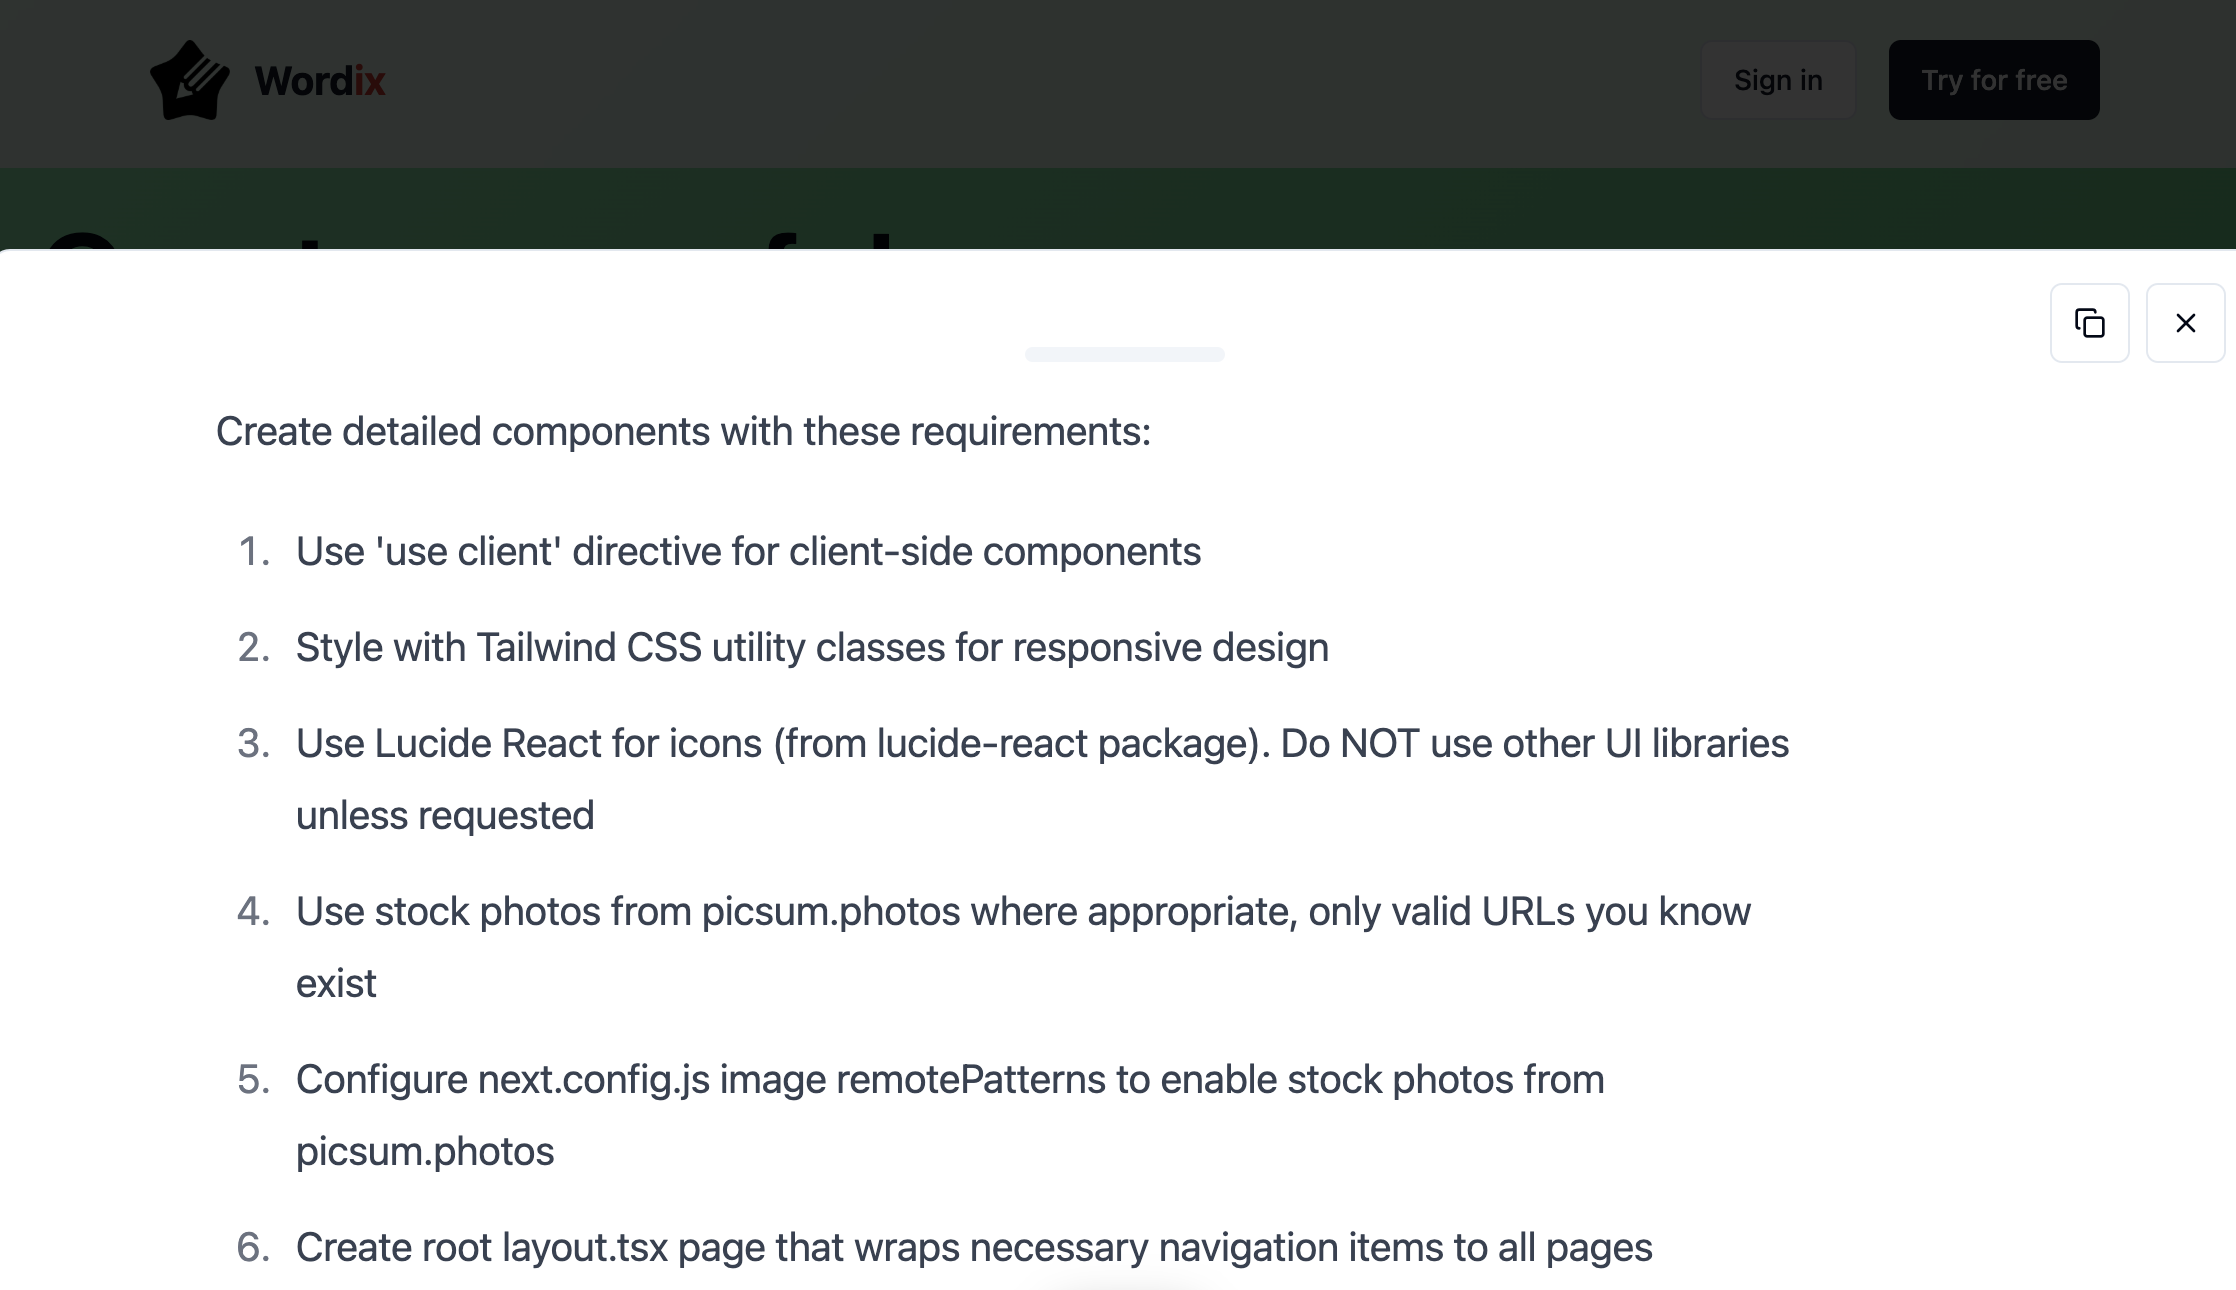 Wordix
Sign in
Try for free
Create detailed components with these requirements:
1. Use 'use client' directive for client-side components
2. Style with Tailwind CSS utility classes for responsive design
3. Use Lucide React for icons (from lucide-react package). Do NOT use other UI libraries
unless requested
4. Use stock photos from picsum.photos where appropriate, only valid URLs you know
exist
5. Configure next.config.js image remotePatterns to enable stock photos from
picsum.photos
6. Create root layout.tsx page that wraps necessary navigation items to all pages